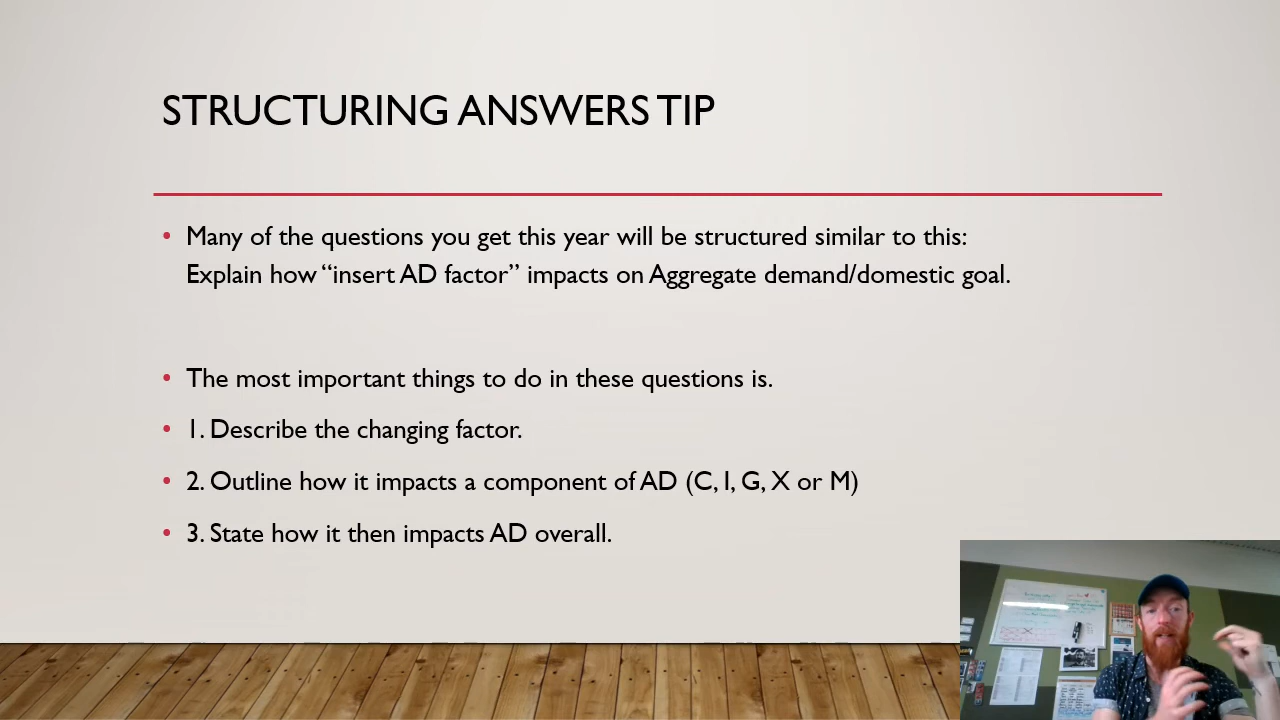 STRUCTURING ANSWERS TIP
• Many of the questions you get this year will be structured similar to this:
Explain how “insert AD factor” impacts on Aggregate demand/domestic goal.
• The most important things to do in these questions is.
• 1. Describe the changing factor.
• 2. Outline how it impacts a component of AD (C, I, G, X or M)
• 3. State how it then impacts AD overall.